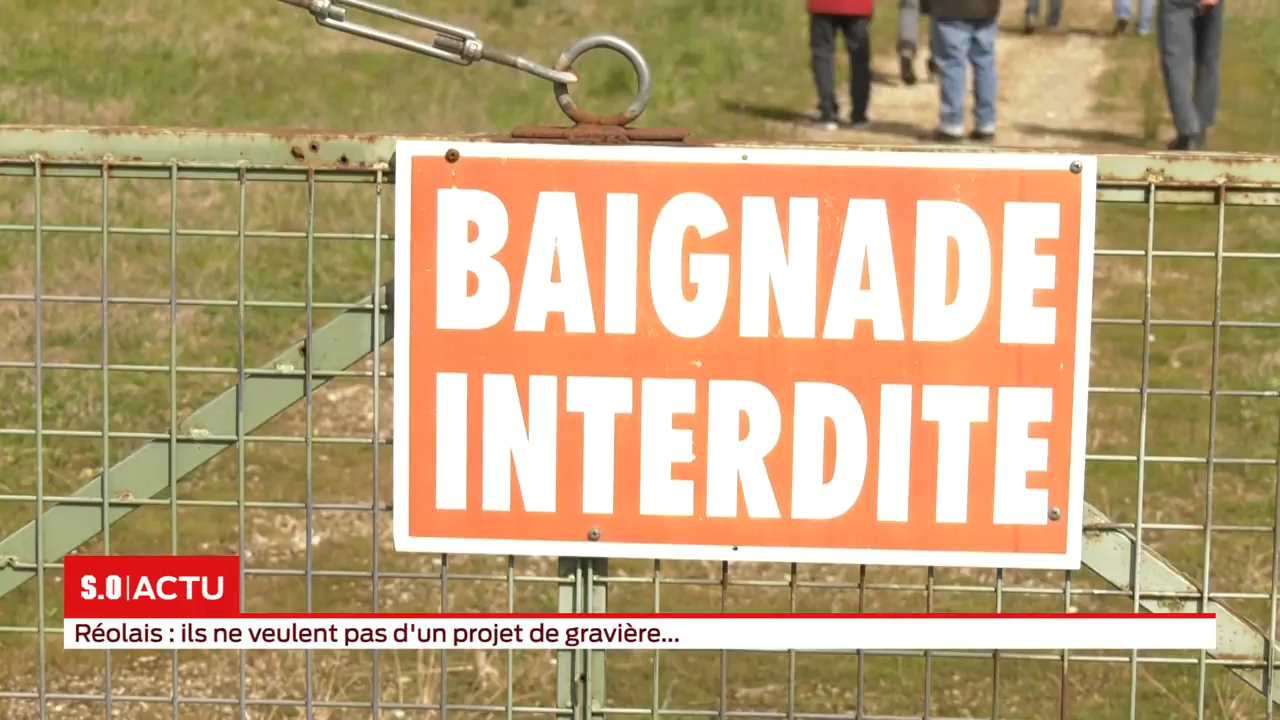 BAIGNADE
INTERDITE
S.O ACTU
Réolais : ils ne veulent pas d'un projet de gravière...